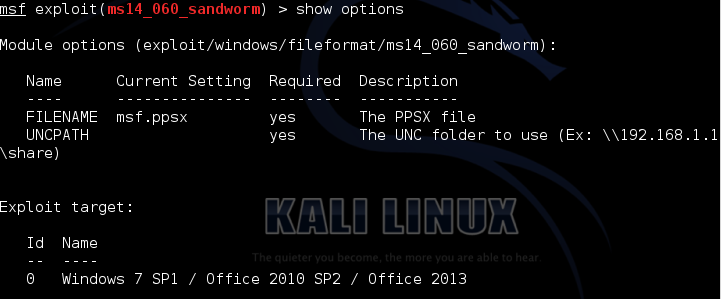 msf exploit(ms14_060_sandworm) > show options
Module options (exploit/windows/fileformat/ms14_060_sandworm):
Name Current Setting Required Description
---- --------------- -------- -----------
FILENAME msf.ppsx yes The PPSX file
UNCPATH yes The UNC folder to use (Ex: \\192.168.1.1
\share)
Exploit target:
KALI LINUX
The quieter you become, the more you are able to hear.
Id Name
-- ----
0 Windows 7 SP1 / Office 2010 SP2 / Office 2013